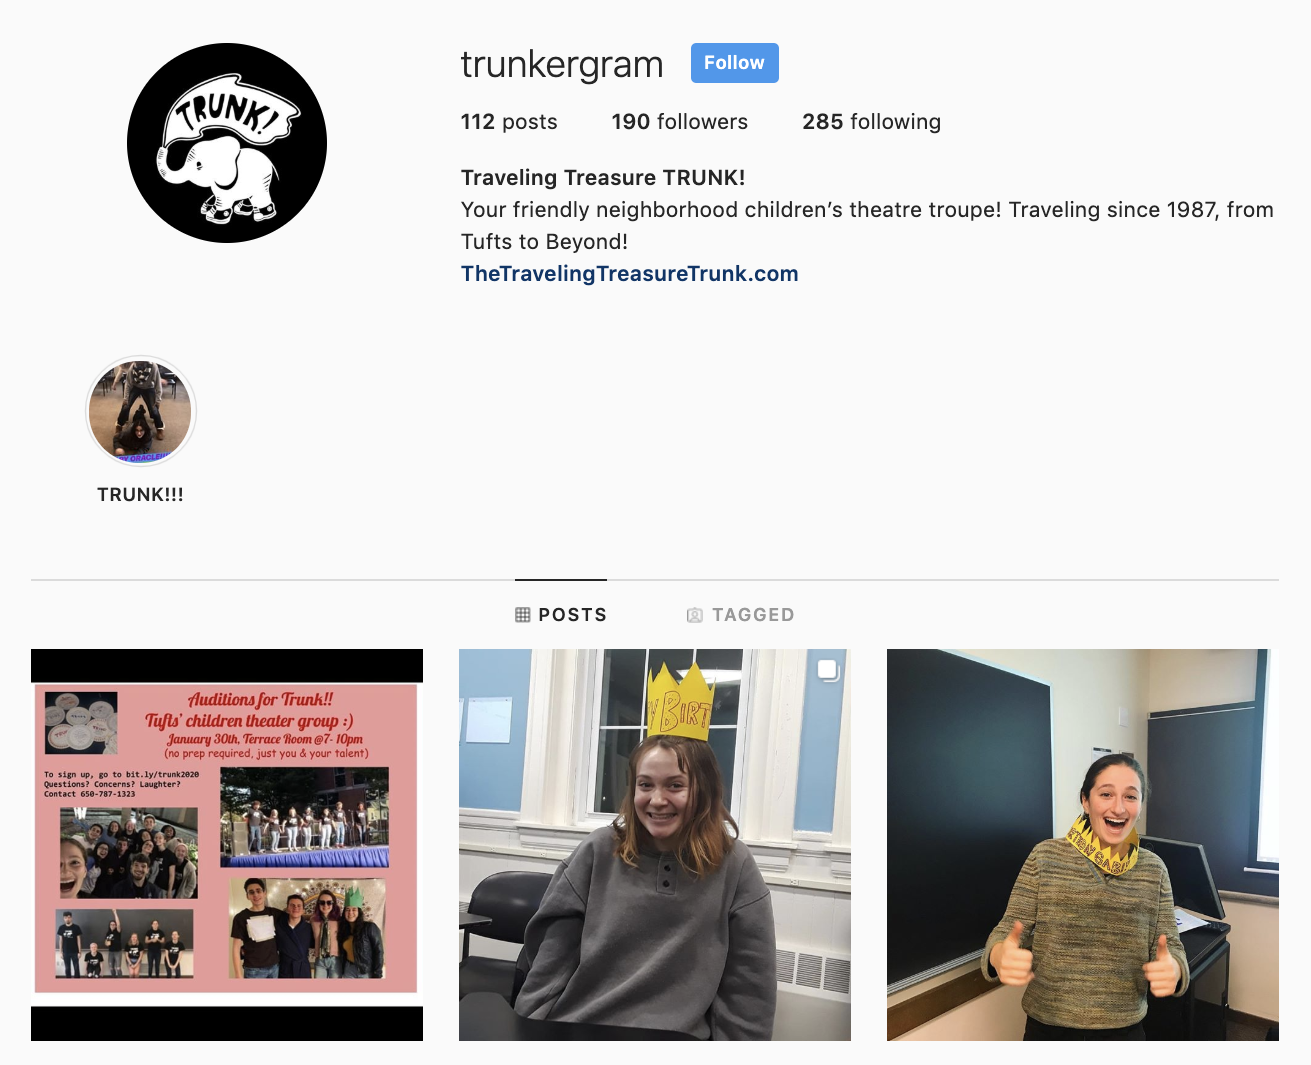 TRUNK!
trunkergram
Follow
112 posts 190 followers 285 following
Traveling Treasure TRUNK!
Your friendly neighborhood children’s theatre troupe! Traveling since 1987, from
Tufts to Beyond!
TheTravelingTreasureTrunk.com
ORACLE!!
TRUNK!!!
POSTS TAGGED
Auditions for Trunk!!
Tufts’ children theater group :)
January 30th, Terrace Room @7- 10pm
(no prep required, just you & your talent)
To sign up, go to bit.ly/trunk2020
Questions? Concerns? Laughter?
Contact 650-787-1323
Y BIRT